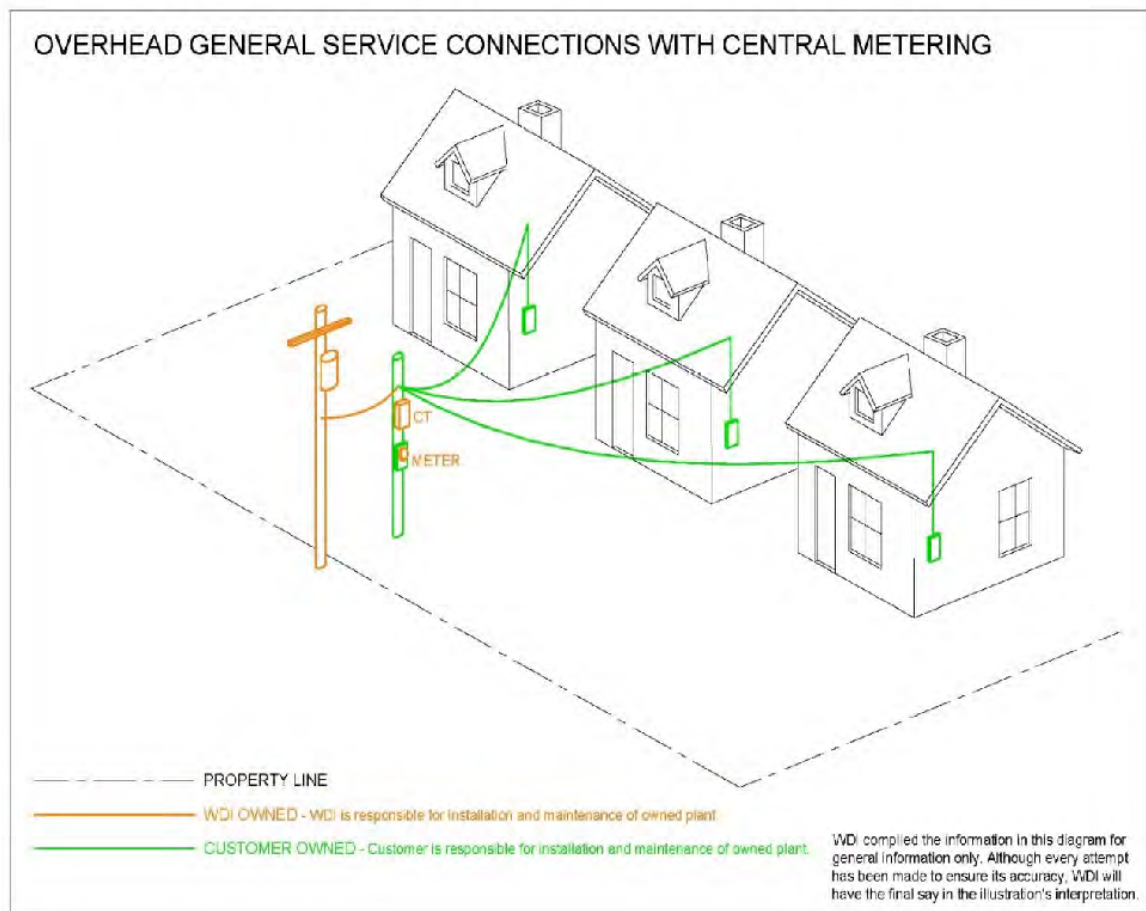 OVERHEAD GENERAL SERVICE CONNECTIONS WITH CENTRAL METERING
CT
METER
PROPERTY LINE
WDI OWNED - WDI is responsible for installation and maintenance of owned plant.
CUSTOMER OWNED - Customer is responsible for installation and maintenance of owned plant.
WDI compiled the information in this diagram for
general information only. Although every attempt
has been made to ensure its accuracy, WDI will
have the final say in the illustration's interpretation.